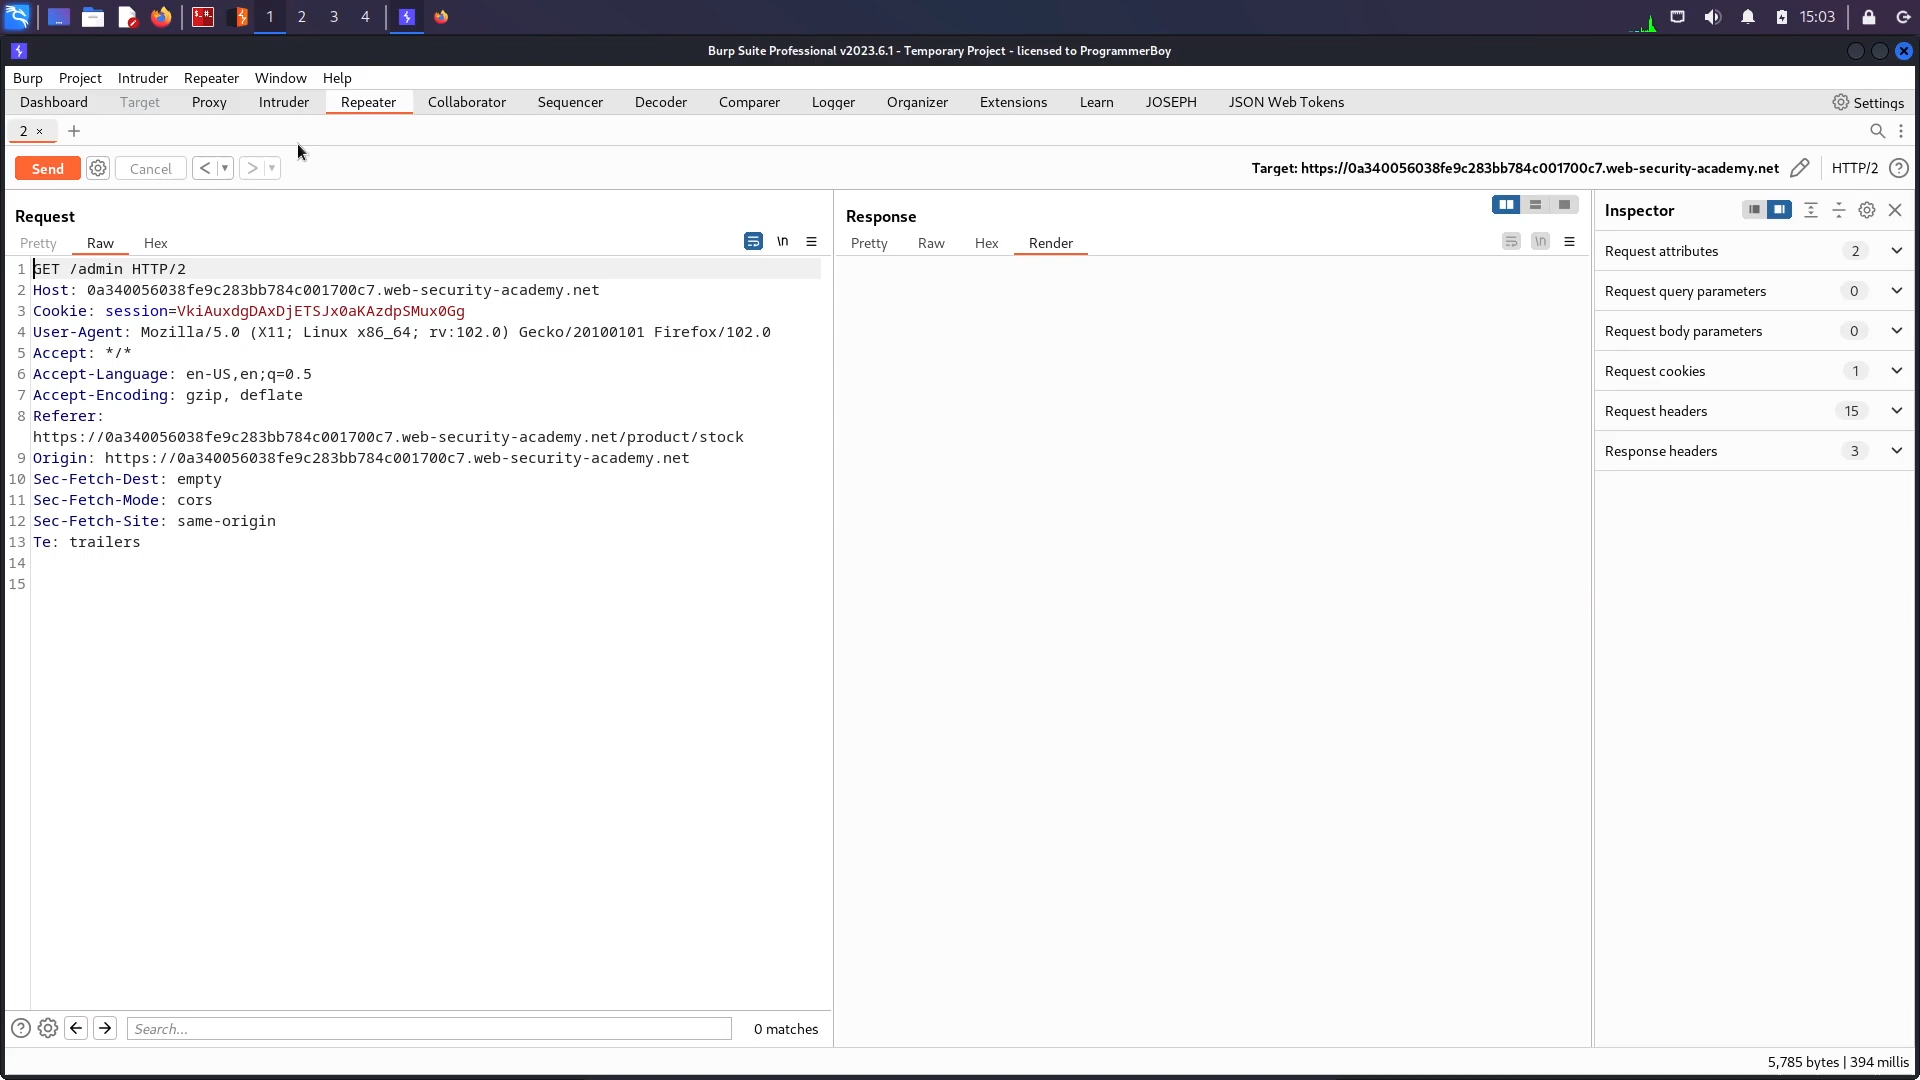 1 2 3 4 15:03
Burp Suite Professional v2023.6.1 - Temporary Project - licensed to ProgrammerBoy
Burp Project Intruder Repeater Window Help
Dashboard Target Proxy Intruder Repeater Collaborator Sequencer Decoder Comparer Logger Organizer Extensions Learn JOSEPH JSON Web Tokens Settings
2 × +
Send Cancel < > Target: https://0a340056038fe9c283bb784c001700c7.web-security-academy.net HTTP/2 ?
Request
Pretty Raw Hex \n
1 GET /admin HTTP/2
2 Host: 0a340056038fe9c283bb784c001700c7.web-security-academy.net
3 Cookie: session=VkiAuxdgDAxDjETSJx0aKAzdpSMux0Gg
4 User-Agent: Mozilla/5.0 (X11; Linux x86_64; rv:102.0) Gecko/20100101 Firefox/102.0
5 Accept: */*
6 Accept-Language: en-US,en;q=0.5
7 Accept-Encoding: gzip, deflate
8 Referer:
https://0a340056038fe9c283bb784c001700c7.web-security-academy.net/product/stock
9 Origin: https://0a340056038fe9c283bb784c001700c7.web-security-academy.net
10 Sec-Fetch-Dest: empty
11 Sec-Fetch-Mode: cors
12 Sec-Fetch-Site: same-origin
13 Te: trailers
14
15
? Search... 0 matches
Response
Pretty Raw Hex Render \n
Inspector
Request attributes 2
Request query parameters 0
Request body parameters 0
Request cookies 1
Request headers 15
Response headers 3
5,785 bytes | 394 millis